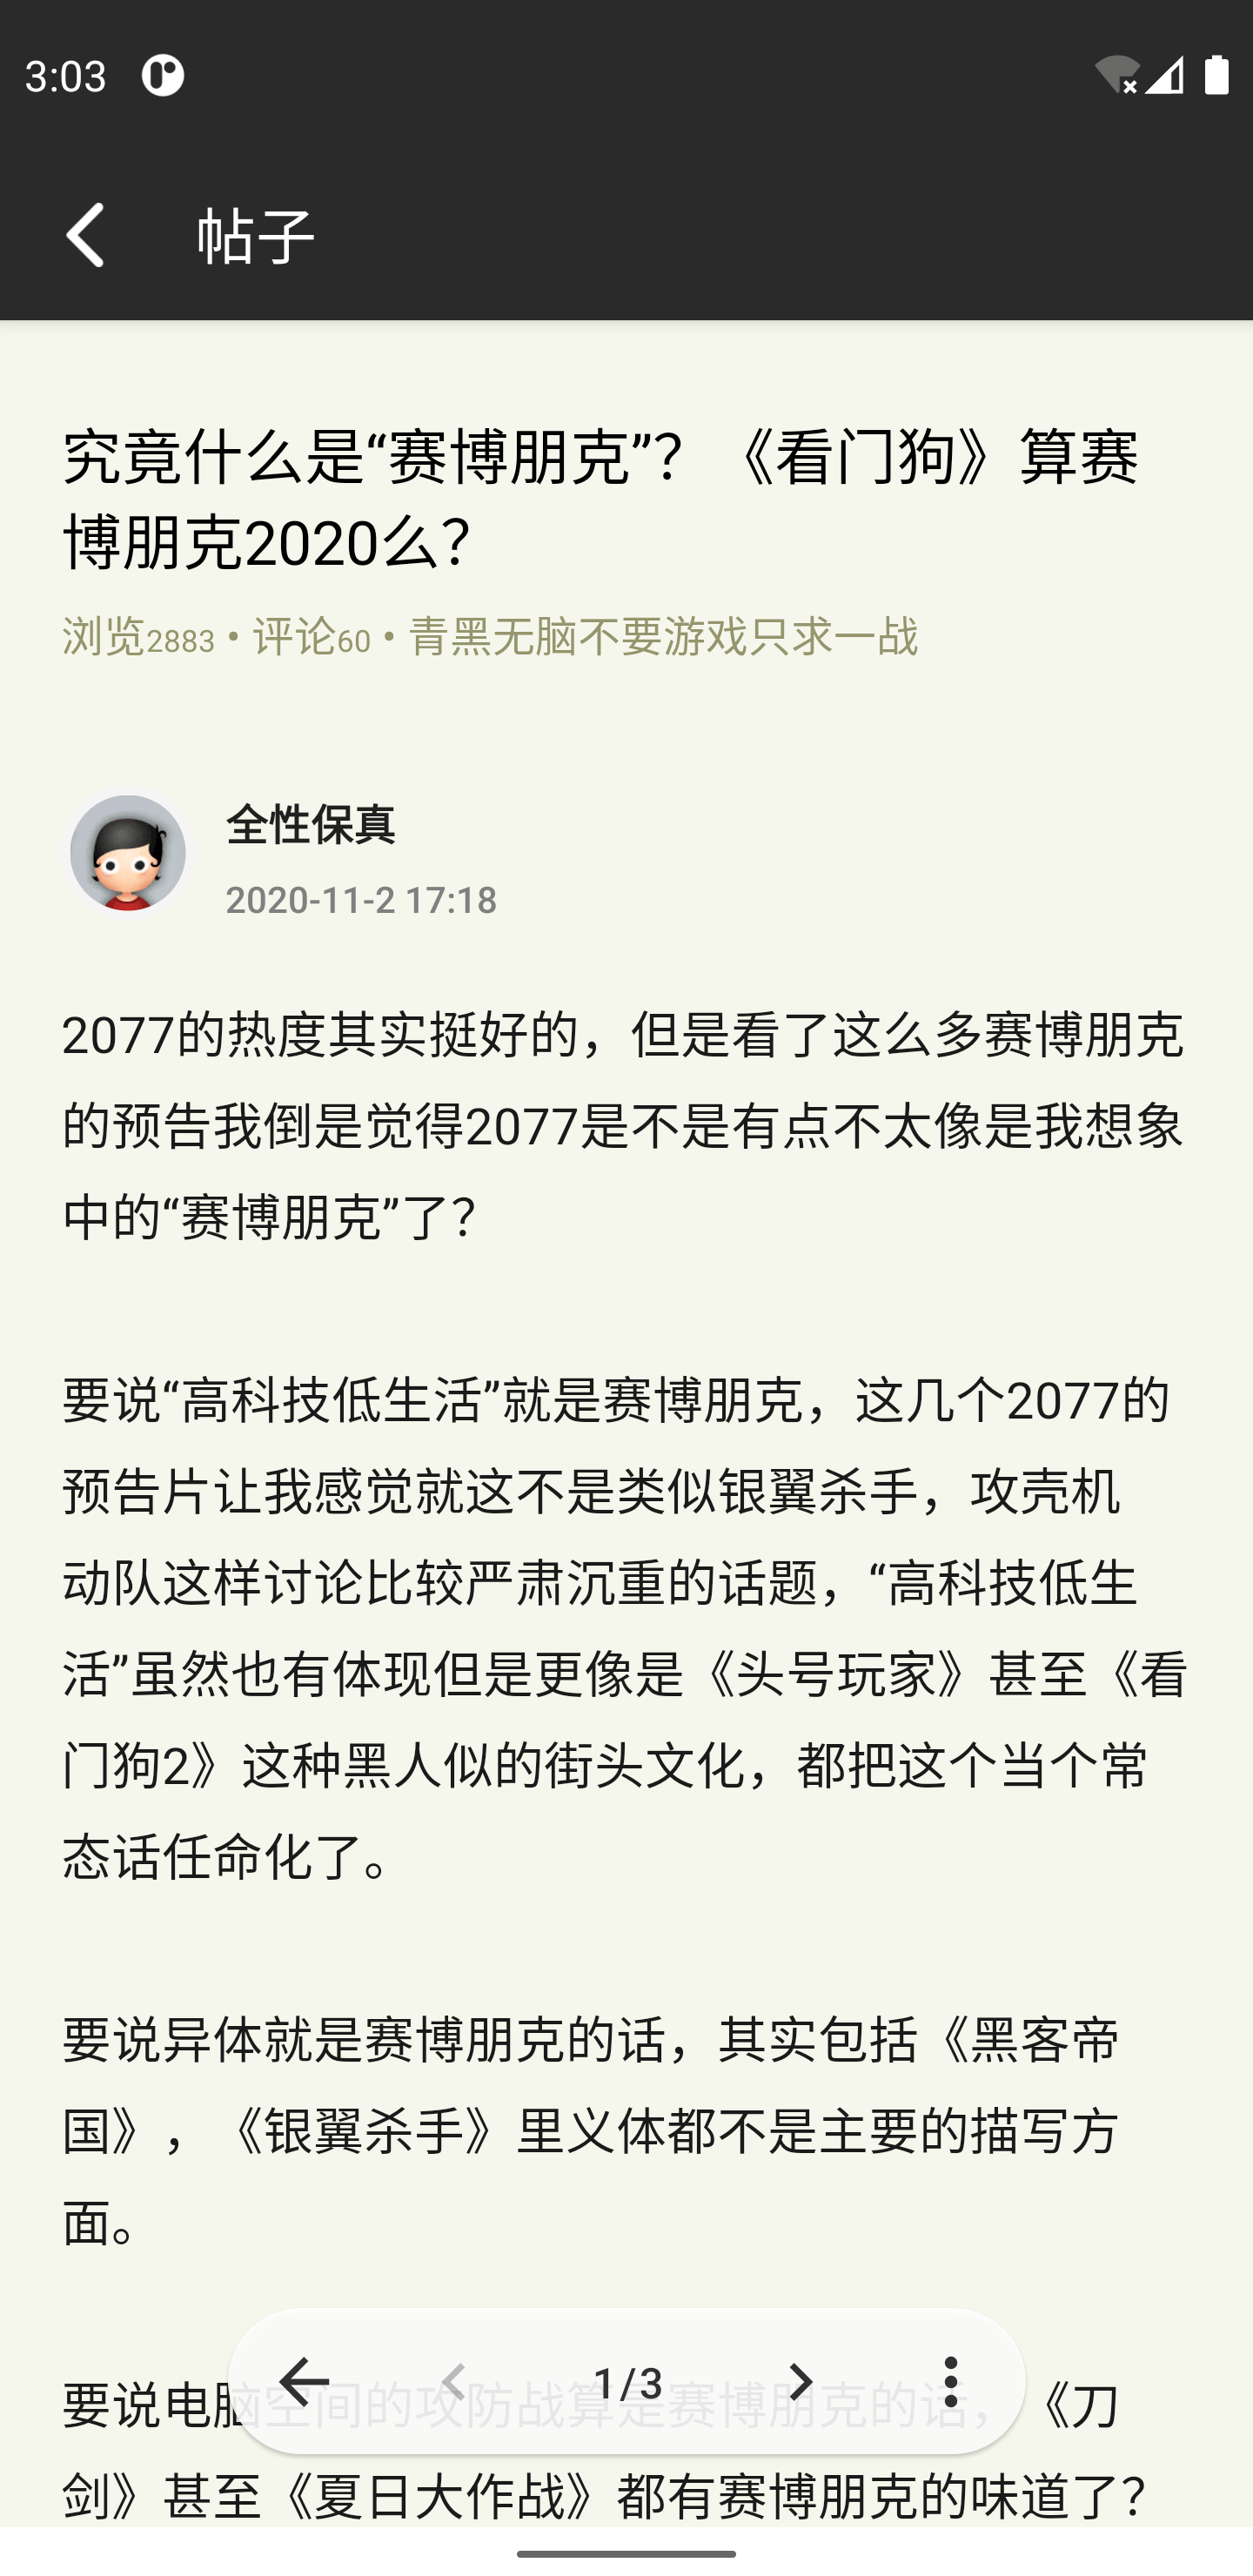 3:03
帖子
究竟什么是“赛博朋克”？《看门狗》算赛
博朋克2020么？
浏览2883 • 评论60 • 青黑无脑不要游戏只求一战
全性保真
2020-11-2 17:18
2077的热度其实挺好的，但是看了这么多赛博朋克
的预告我倒是觉得2077是不是有点不太像是我想象
中的“赛博朋克”了？
要说“高科技低生活”就是赛博朋克，这几个2077的
预告片让我感觉就这不是类似银翼杀手，攻壳机
动队这样讨论比较严肃沉重的话题，“高科技低生
活”虽然也有体现但是更像是《头号玩家》甚至《看
门狗2》这种黑人似的街头文化，都把这个当个常
态话任命化了。
要说异体就是赛博朋克的话，其实包括《黑客帝
国》，《银翼杀手》里义体都不是主要的描写方
面。
要说电脑空间的攻防战算是赛博朋克的话，《刀
剑》甚至《夏日大作战》都有赛博朋克的味道了？
1/3